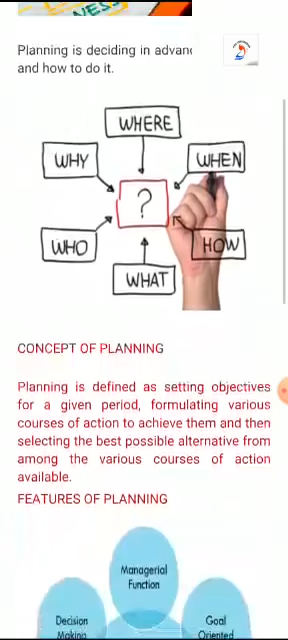 NESS
Planning is deciding in advanc
and how to do it.
WHERE
WHY
WHEN
?
WHO
HOW
WHAT
CONCEPT OF PLANNING
Planning is defined as setting objectives
for a given period, formulating various
courses of action to achieve them and then
selecting the best possible alternative from
among the various courses of action
available.
FEATURES OF PLANNING
Managerial
Function
Decision
Making
Goal
Oriented